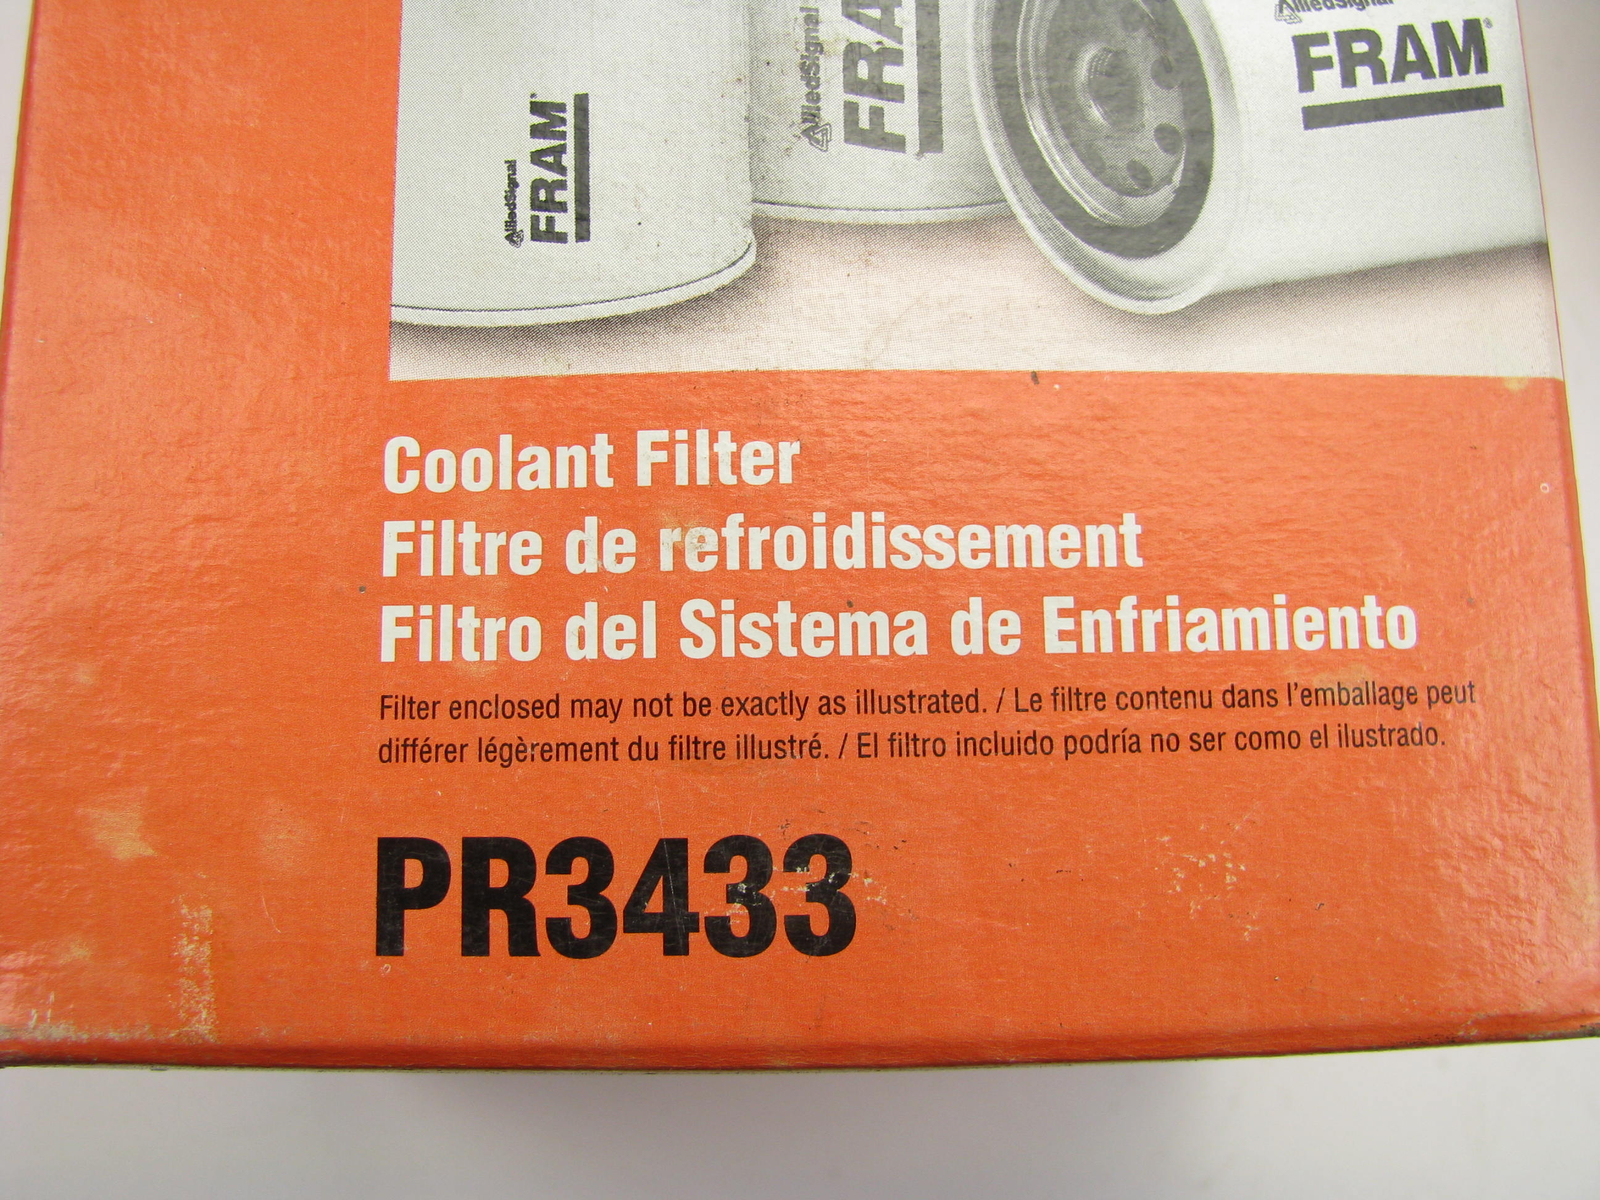 AlliedSignal
FRAM
AlliedSignal
FRA
AlliedSignal
FRAM®
Coolant Filter
Filtre de refroidissement
Filtro del Sistema de Enfriamiento
Filter enclosed may not be exactly as illustrated. / Le filtre contenu dans l'emballage peut
différer légèrement du filtre illustré. / El filtro incluido podría no ser como el ilustrado.
PR3433